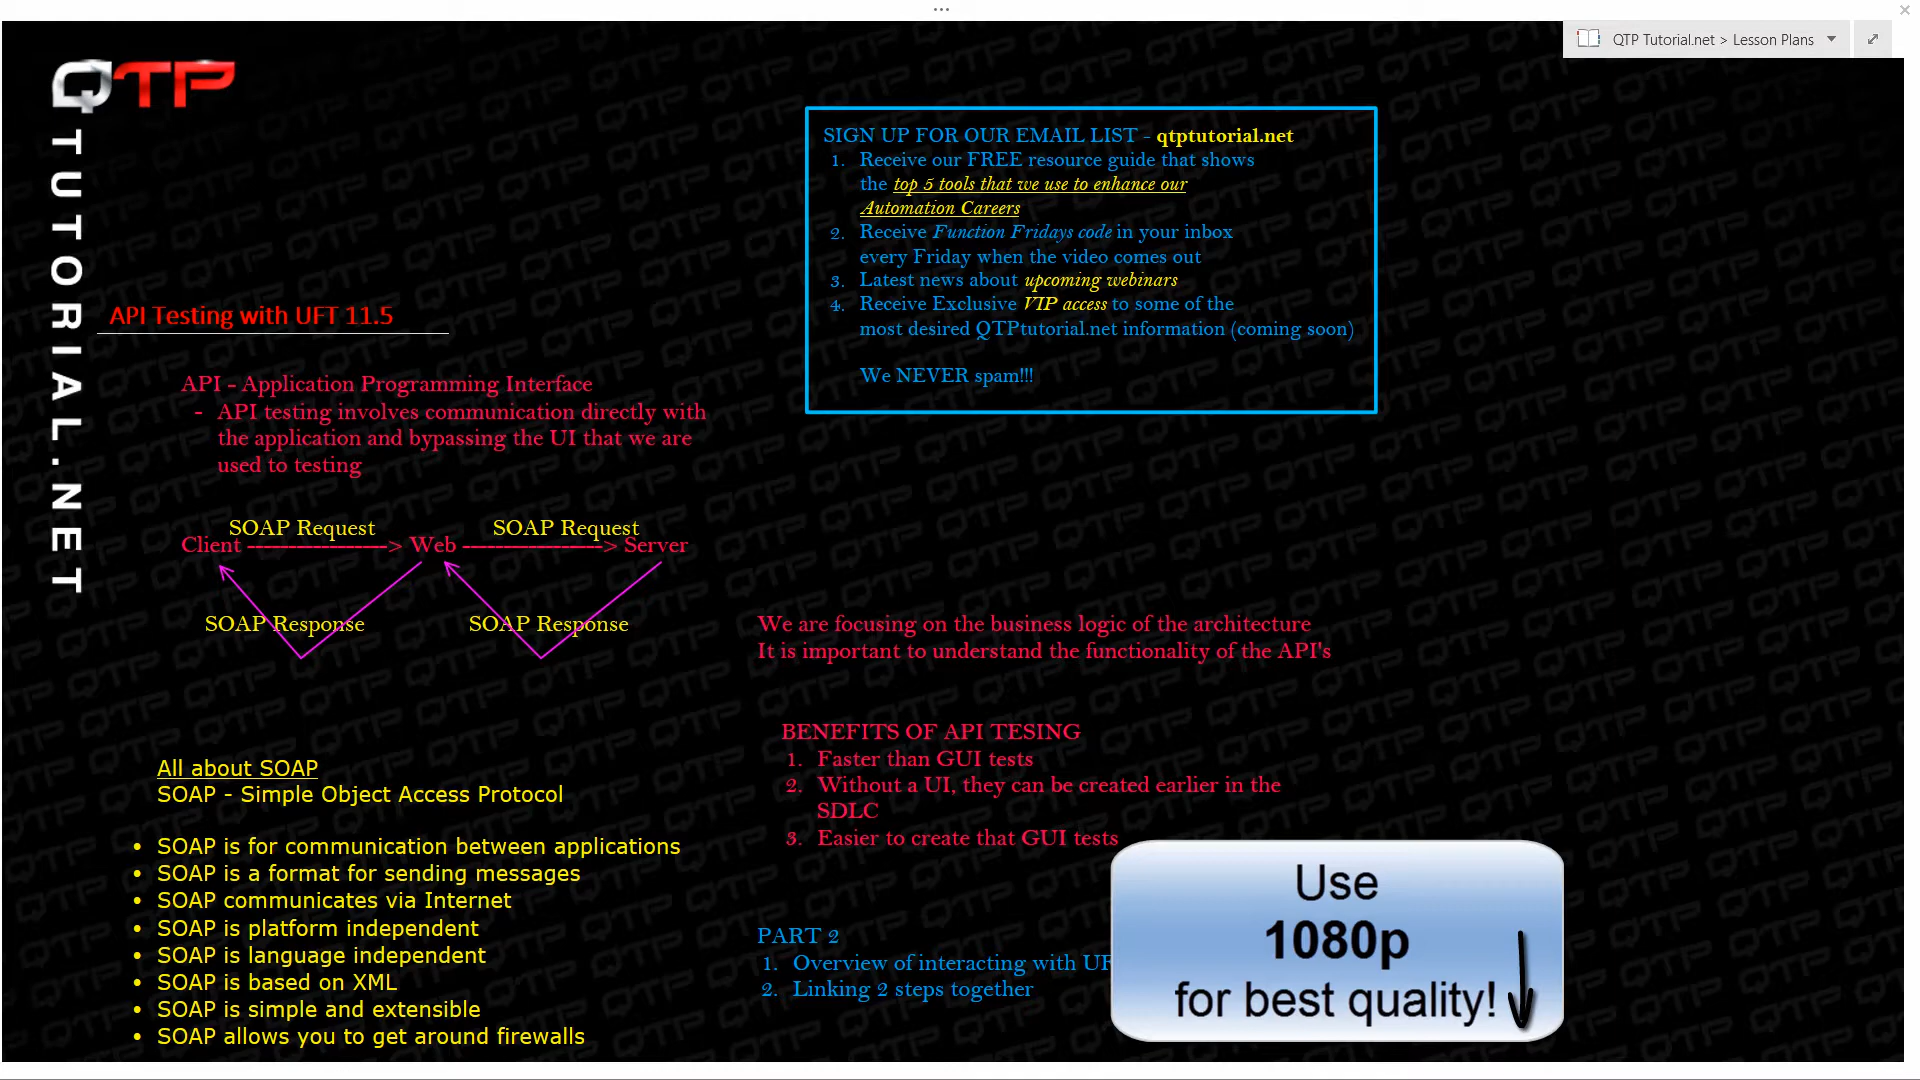 QTP Tutorial.net > Lesson Plans
QTP
TUTORIAL.NET
SIGN UP FOR OUR EMAIL LIST - qtptutorial.net
1. Receive our FREE resource guide that shows
the top 5 tools that we use to enhance our
Automation Careers
2. Receive Function Fridays code in your inbox
every Friday when the video comes out
3. Latest news about upcoming webinars
4. Receive Exclusive VIP access to some of the
most desired QTPtutorial.net information (coming soon)
We NEVER spam!!!
API Testing with UFT 11.5
API - Application Programming Interface
- API testing involves communication directly with
the application and bypassing the UI that we are
used to testing
SOAP Request SOAP Request
Client -----------------> Web -----------------> Server
SOAP Response SOAP Response
We are focusing on the business logic of the architecture
It is important to understand the functionality of the API's
BENEFITS OF API TESING
1. Faster than GUI tests
2. Without a UI, they can be created earlier in the
SDLC
3. Easier to create that GUI tests
All about SOAP
SOAP - Simple Object Access Protocol
• SOAP is for communication between applications
• SOAP is a format for sending messages
• SOAP communicates via Internet
• SOAP is platform independent
• SOAP is language independent
• SOAP is based on XML
• SOAP is simple and extensible
• SOAP allows you to get around firewalls
PART 2
1. Overview of interacting with
2. Linking 2 steps together
Use
1080p
for best quality!